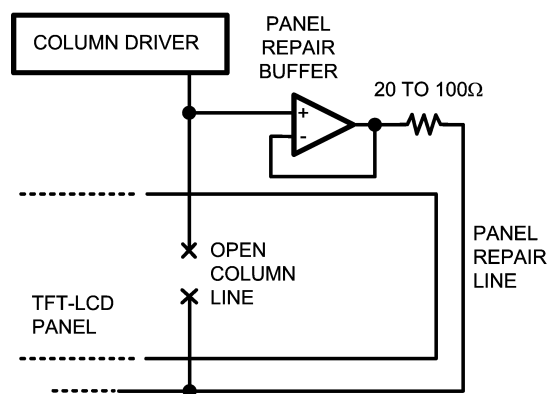 COLUMN DRIVER
PANEL
REPAIR
BUFFER
20 TO 100Ω
+
-
OPEN
COLUMN
LINE
PANEL
REPAIR
LINE
TFT-LCD
PANEL